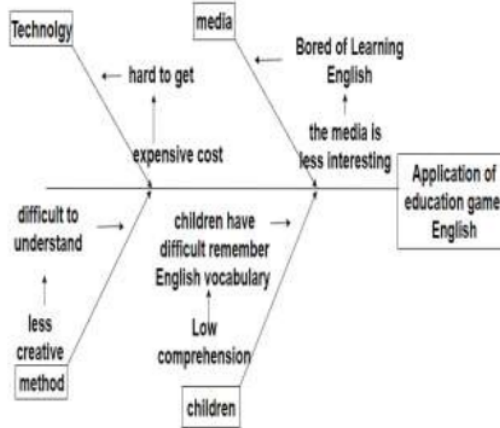 Technolgy
media
hard to get
expensive cost
Bored of Learning
English
the media is
less interesting
Application of
education game
English
difficult to
understand
less
creative
method
children have
difficult remember
English vocabulary
Low
comprehension
children